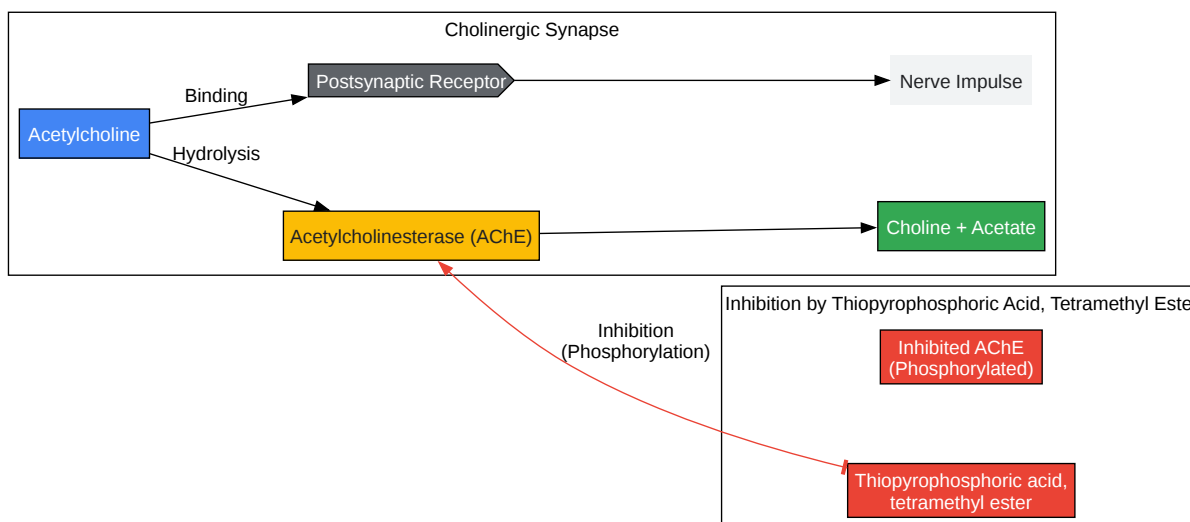 Cholinergic Synapse
Postsynaptic Receptor
Nerve Impulse
Binding
Acetylcholine
Hydrolysis
Acetylcholinesterase (AChE)
Choline + Acetate
Inhibition by Thiopyrophosphoric Acid, Tetramethyl Este
Inhibition
(Phosphorylation)
Inhibited AChE
(Phosphorylated)
Thiopyrophosphoric acid,
tetramethyl ester